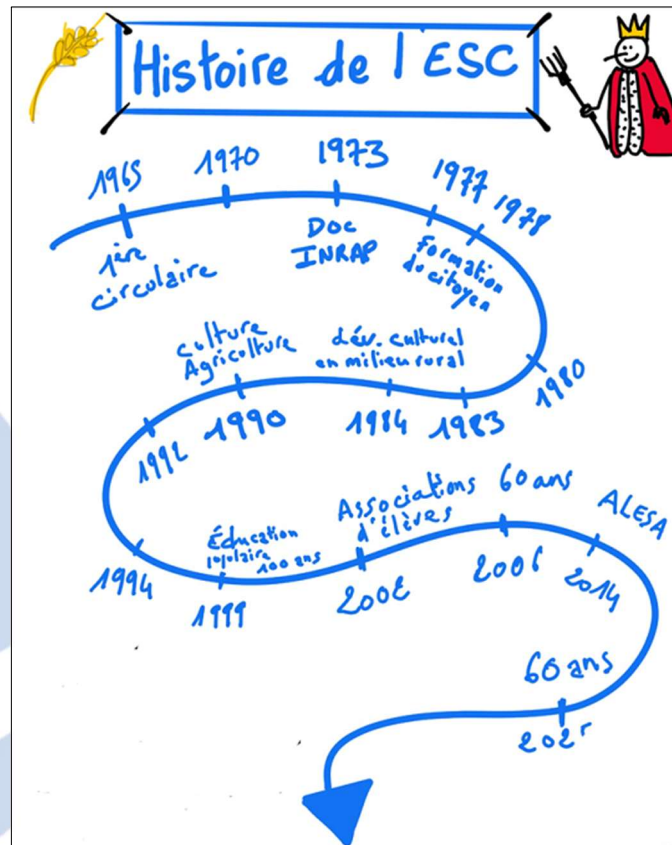 Histoire de l'ESC
1965
1970
1973
1977
1978
1ère
circulaire
Doc
INRAP
Formation
du citoyen
1980
culture
Agriculture
dév. culturel
en milieu rural
1992
1990
1984
1983
1994
Éducation
100 ans
1999
Associations
d'élèves
2002
60 ans
2006
ALESA
2014
60 ans